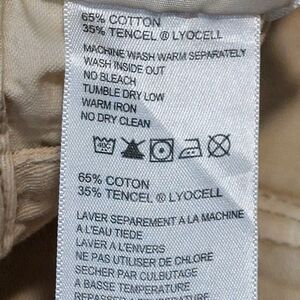 65% COTTON
35% TENCEL ® LYOCELL
MACHINE WASH WARM SEPARATELY
WASH INSIDE OUT
NO BLEACH
TUMBLE DRY LOW
WARM IRON
NO DRY CLEAN
65% COTON
35% TENCEL ® LYOCELL
LAVER SEPAREMENT A LA MACHINE
A L'EAU TIEDE
LAVER A L'ENVERS
NE PAS UTILISER DE CHLORE
SECHER PAR CULBUTAGE
A BASSE TEMPERATURE
REPASSER A TEMPERATURE